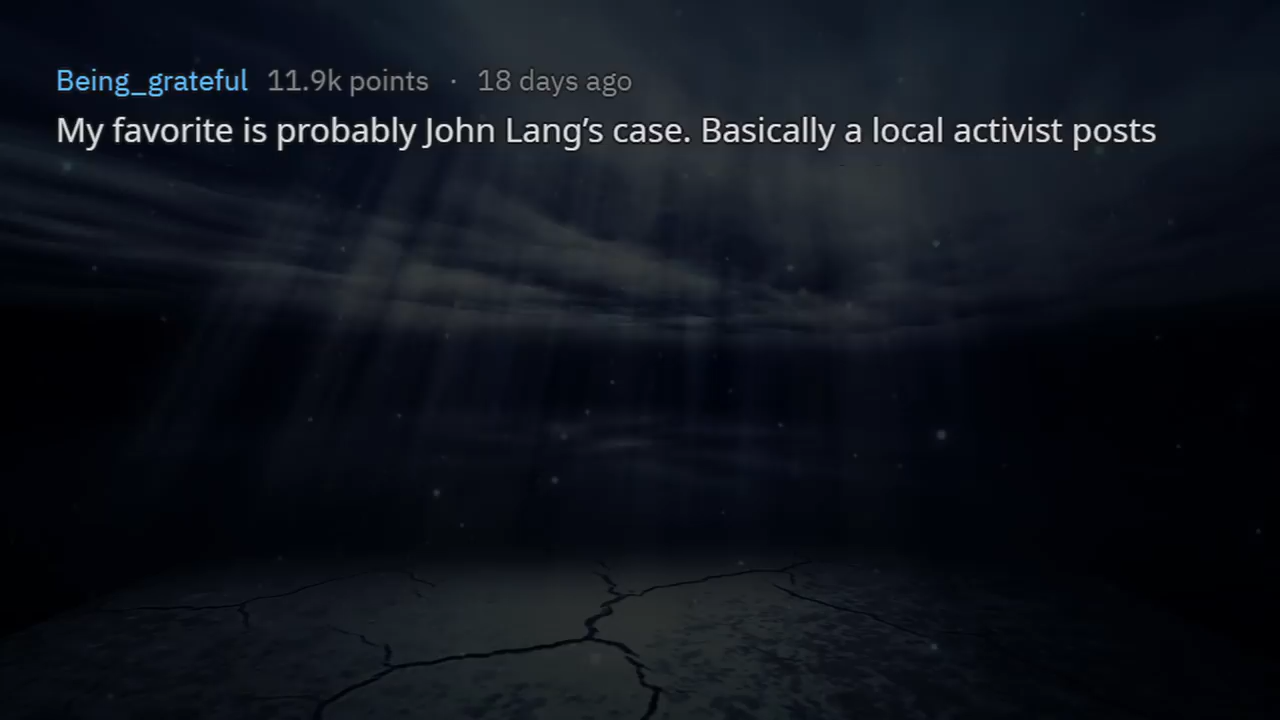 Being_grateful 11.9k points · 18 days ago
My favorite is probably John Lang’s case. Basically a local activist posts